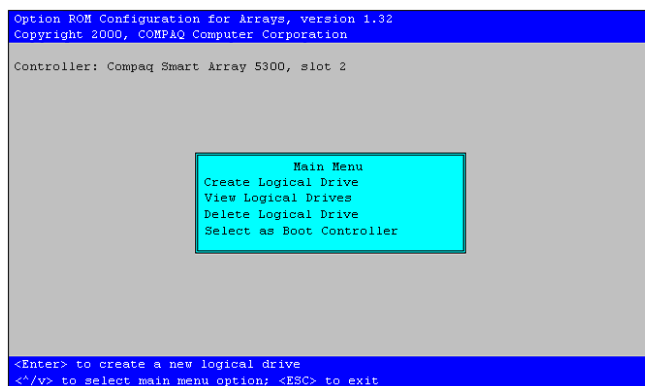 Option ROM Configuration for Arrays, version 1.32
Copyright 2000, COMPAQ Computer Corporation
Controller: Compaq Smart Array 5300, slot 2
Main Menu
Create Logical Drive
View Logical Drives
Delete Logical Drive
Select as Boot Controller
<Enter> to create a new logical drive
<^/v> to select main menu option; <ESC> to exit